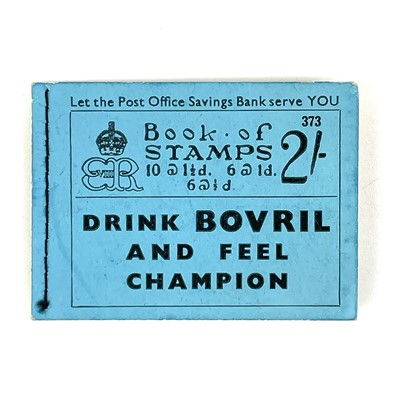 Let the Post Office Savings Bank serve YOU
373
Book of
STAMPS 2/-
10 @ 1½d. 6 @ 1d.
6 @ ½d.
E VIII R
DRINK BOVRIL
AND FEEL
CHAMPION